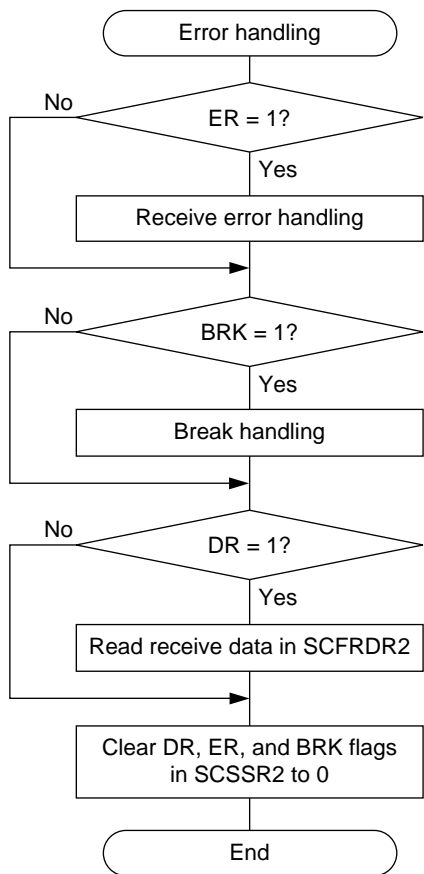 Error handling
No
ER = 1?
Yes
Receive error handling
No
BRK = 1?
Yes
Break handling
No
DR = 1?
Yes
Read receive data in SCFRDR2
Clear DR, ER, and BRK flags
in SCSSR2 to 0
End